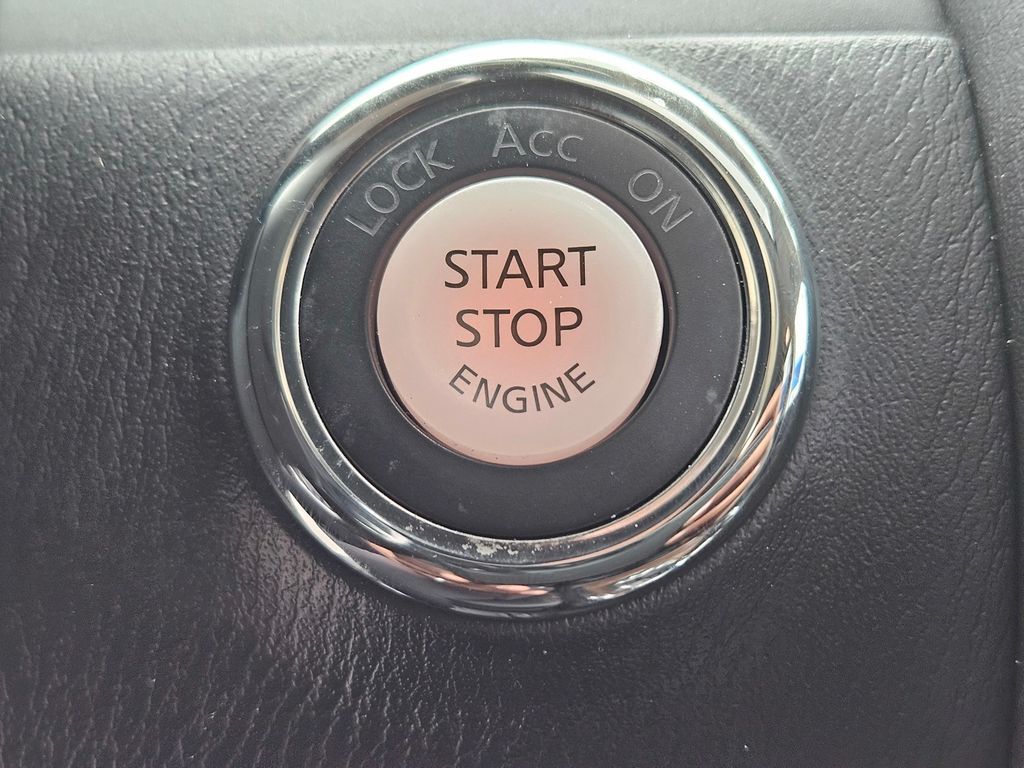 LOCK Acc ON
START
STOP
ENGINE